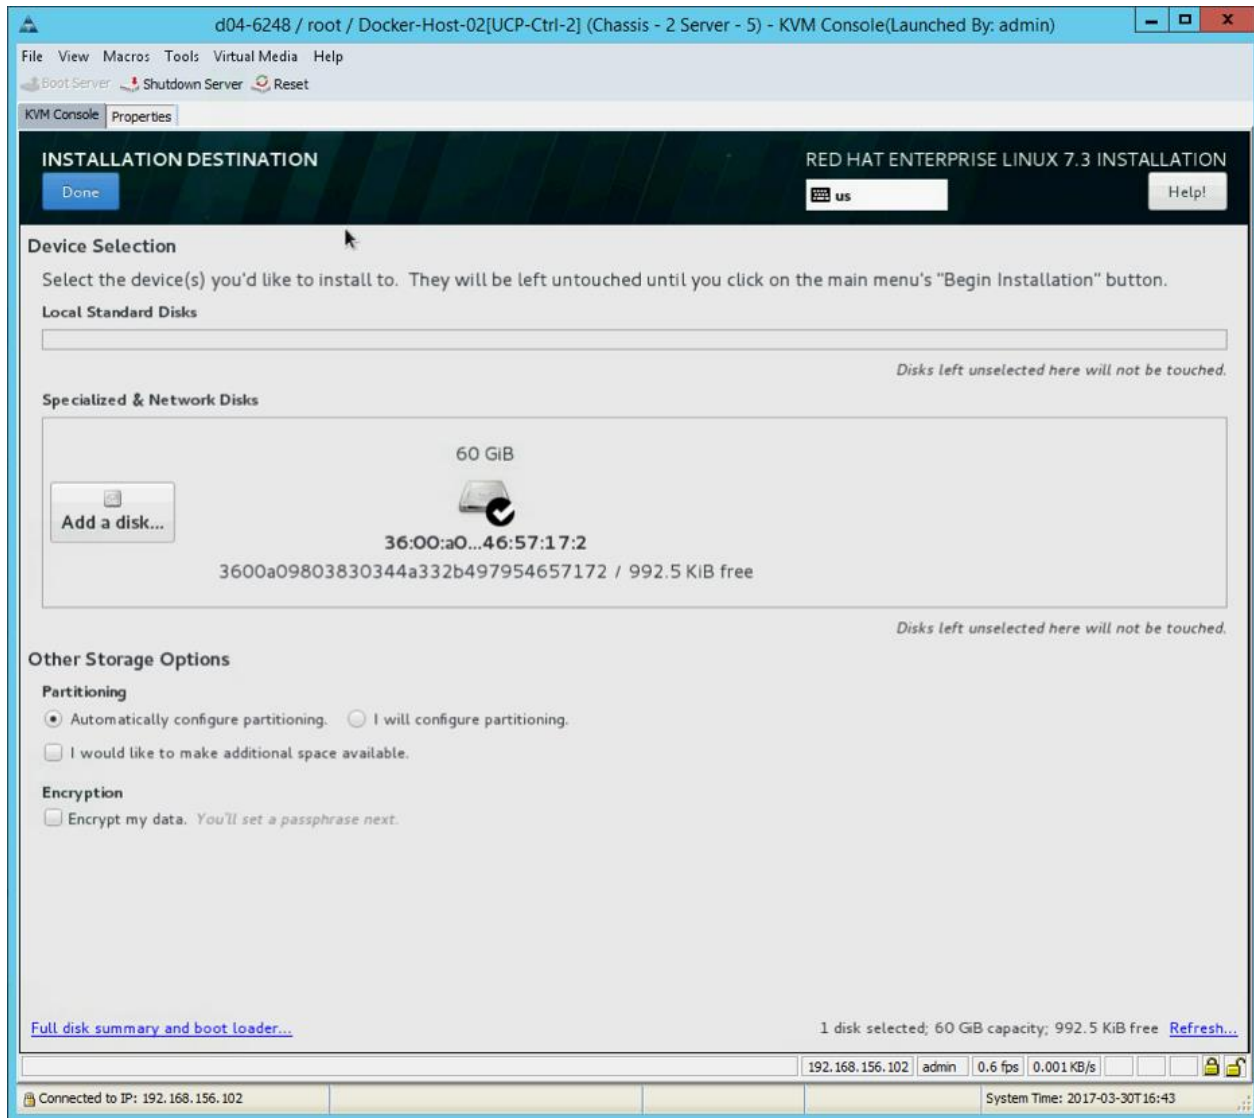 d04-6248 / root / Docker-Host-02[UCP-Ctrl-2] (Chassis - 2 Server - 5) - KVM Console(Launched By: admin)
File View Macros Tools Virtual Media Help
Boot Server Shutdown Server Reset
KVM Console Properties
INSTALLATION DESTINATION
RED HAT ENTERPRISE LINUX 7.3 INSTALLATION
Done
us
Help!
Device Selection
Select the device(s) you'd like to install to. They will be left untouched until you click on the main menu's "Begin Installation" button.
Local Standard Disks
Disks left unselected here will not be touched.
Specialized & Network Disks
60 GiB
Add a disk...
36:00:a0...46:57:17:2
3600a09803830344a332b497954657172 / 992.5 KiB free
Disks left unselected here will not be touched.
Other Storage Options
Partitioning
Automatically configure partitioning. I will configure partitioning.
I would like to make additional space available.
Encryption
Encrypt my data. You'll set a passphrase next.
Full disk summary and boot loader...
1 disk selected; 60 GiB capacity; 992.5 KiB free Refresh...
192.168.156.102 admin 0.6 fps 0.001 KB/s
Connected to IP: 192.168.156.102
System Time: 2017-03-30T16:43